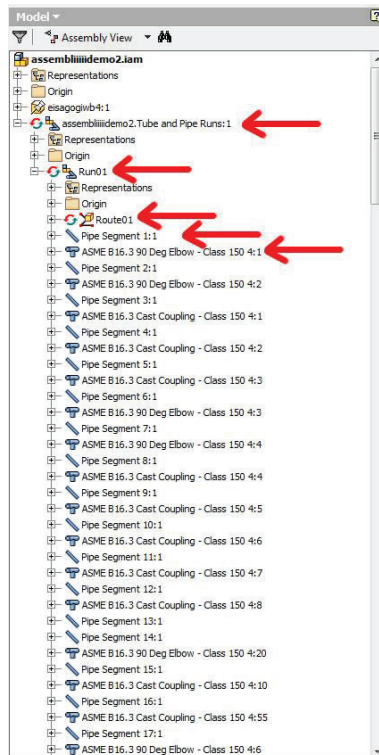 Model
Assembly View
assembliiiiidemo2.iam
Representations
Origin
eisagogiwb4:1
assembliiiidemo2.Tube and Pipe Runs:1
Representations
Origin
Run01
Representations
Origin
Route01
Pipe Segment 1:1
ASME B16.3 90 Deg Elbow - Class 150 4:1
Pipe Segment 2:1
ASME B16.3 90 Deg Elbow - Class 150 4:2
Pipe Segment 3:1
ASME B16.3 Cast Coupling - Class 150 4:1
Pipe Segment 4:1
ASME B16.3 Cast Coupling - Class 150 4:2
Pipe Segment 5:1
ASME B16.3 Cast Coupling - Class 150 4:3
Pipe Segment 6:1
ASME B16.3 90 Deg Elbow - Class 150 4:3
Pipe Segment 7:1
ASME B16.3 90 Deg Elbow - Class 150 4:4
Pipe Segment 8:1
ASME B16.3 Cast Coupling - Class 150 4:4
Pipe Segment 9:1
ASME B16.3 Cast Coupling - Class 150 4:5
Pipe Segment 10:1
ASME B16.3 Cast Coupling - Class 150 4:6
Pipe Segment 11:1
ASME B16.3 Cast Coupling - Class 150 4:7
Pipe Segment 12:1
ASME B16.3 Cast Coupling - Class 150 4:8
Pipe Segment 13:1
Pipe Segment 14:1
ASME B16.3 90 Deg Elbow - Class 150 4:20
Pipe Segment 15:1
ASME B16.3 Cast Coupling - Class 150 4:10
Pipe Segment 16:1
ASME B16.3 Cast Coupling - Class 150 4:55
Pipe Segment 17:1
ASME B16.3 90 Deg Elbow - Class 150 4:6